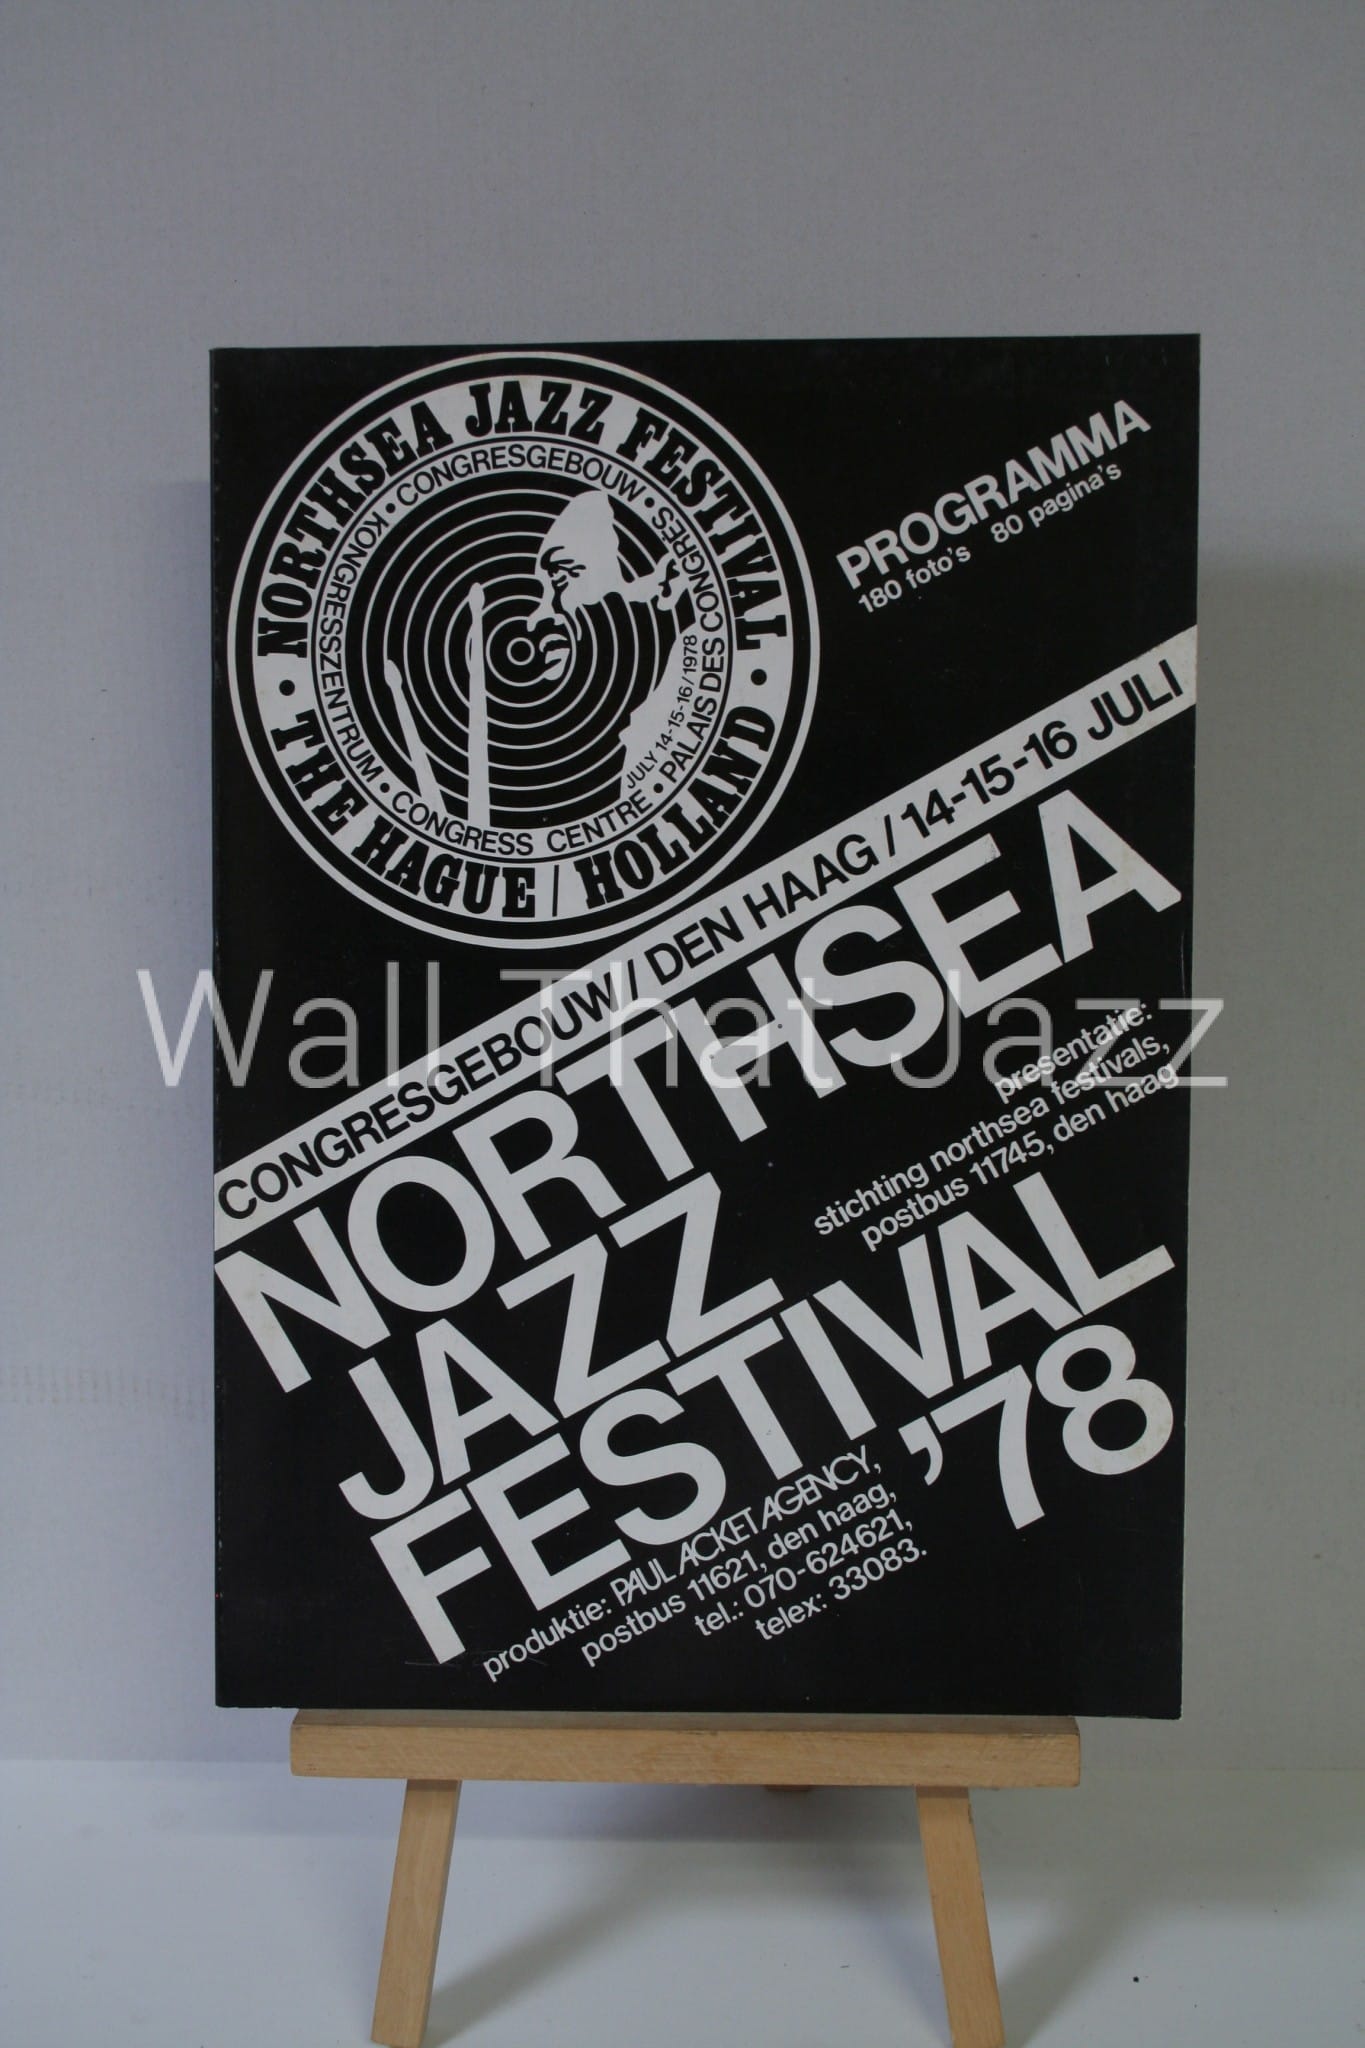 NORTHSEA JAZZ FESTIVAL
• THE HAGUE / HOLLAND •
KONGRESSZENTRUM • CONGRESGEBOUW • PALAIS DES CONGRÈS • CONGRESS CENTRE •
JULY 14-15-16/1978
PROGRAMMA
180 foto's 80 pagina's
CONGRESGEBOUW / DEN HAAG / 14-15-16 JULI
NORTHSEA
JAZZ
FESTIVAL
'78
presentatie:
stichting northsea festivals,
postbus 11745, den haag
produktie: PAUL ACKET AGENCY,
postbus 11621, den haag,
tel.: 070-624621,
telex: 33083.
Wall That Jazz